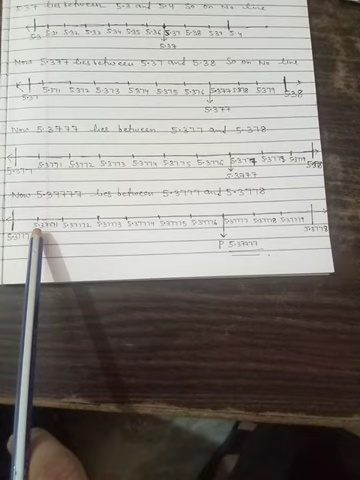 5.37 lies between 5.3 and 5.4 So on No line
5.3 5.31 5.32 5.33 5.34 5.35 5.36 5.37 5.38 5.39 5.4
5.37
Now 5.377 lies between 5.37 and 5.38 So on No line
5.37 5.371 5.372 5.373 5.374 5.375 5.376 5.377 5.378 5.379 5.38
5.377
Now 5.3777 lies between 5.377 and 5.378
5.377 5.3771 5.3772 5.3773 5.3774 5.3775 5.3776 5.3777 5.3778 5.3779
5.3777
Now 5.37777 lies between 5.3777 and 5.3778
5.37771 5.37772 5.37773 5.37774 5.37775 5.37776 5.37777 5.37778 5.37779 5.3778
P 5.37777